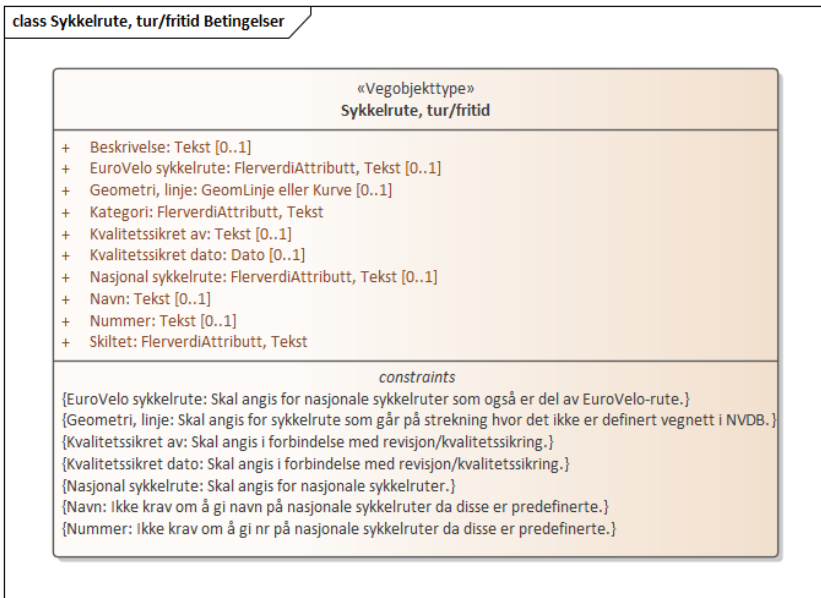 class Sykkelrute, tur/fritid Betingelser
«Vegobjekttype»
Sykkelrute, tur/fritid
+ Beskrivelse: Tekst [0..1]
+ EuroVelo sykkelrute: FlerverdiAttributt, Tekst [0..1]
+ Geometri, linje: GeomLinje eller Kurve [0..1]
+ Kategori: FlerverdiAttributt, Tekst
+ Kvalitetssikret av: Tekst [0..1]
+ Kvalitetssikret dato: Dato [0..1]
+ Nasjonal sykkelrute: FlerverdiAttributt, Tekst [0..1]
+ Navn: Tekst [0..1]
+ Nummer: Tekst [0..1]
+ Skiltet: FlerverdiAttributt, Tekst
constraints
{EuroVelo sykkelrute: Skal angis for nasjonale sykkelruter som også er del av EuroVelo-rute.}
{Geometri, linje: Skal angis for sykkelrute som går på strekning hvor det ikke er definert vegnett i NVDB.}
{Kvalitetssikret av: Skal angis i forbindelse med revisjon/kvalitetssikring.}
{Kvalitetssikret dato: Skal angis i forbindelse med revisjon/kvalitetssikring.}
{Nasjonal sykkelrute: Skal angis for nasjonale sykkelruter.}
{Navn: Ikke krav om å gi navn på nasjonale sykkelruter da disse er predefinerte.}
{Nummer: Ikke krav om å gi nr på nasjonale sykkelruter da disse er predefinerte.}